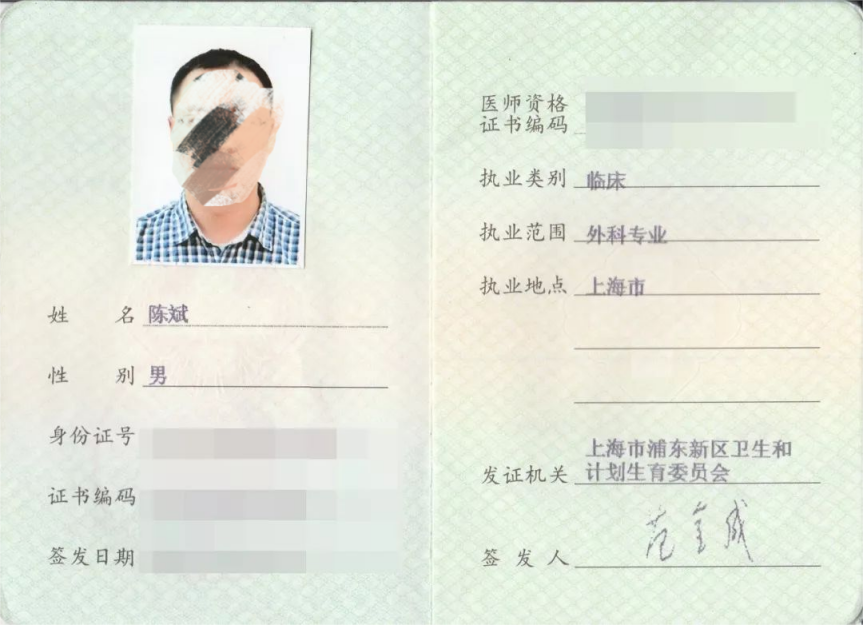 姓 名 陈斌
性 别 男
身份证号
证书编码
签发日期
医师资格
证书编码
执业类别 临床
执业范围 外科专业
执业地点 上海市
发证机关 上海市浦东新区卫生和
计划生育委员会
签 发 人 范金成